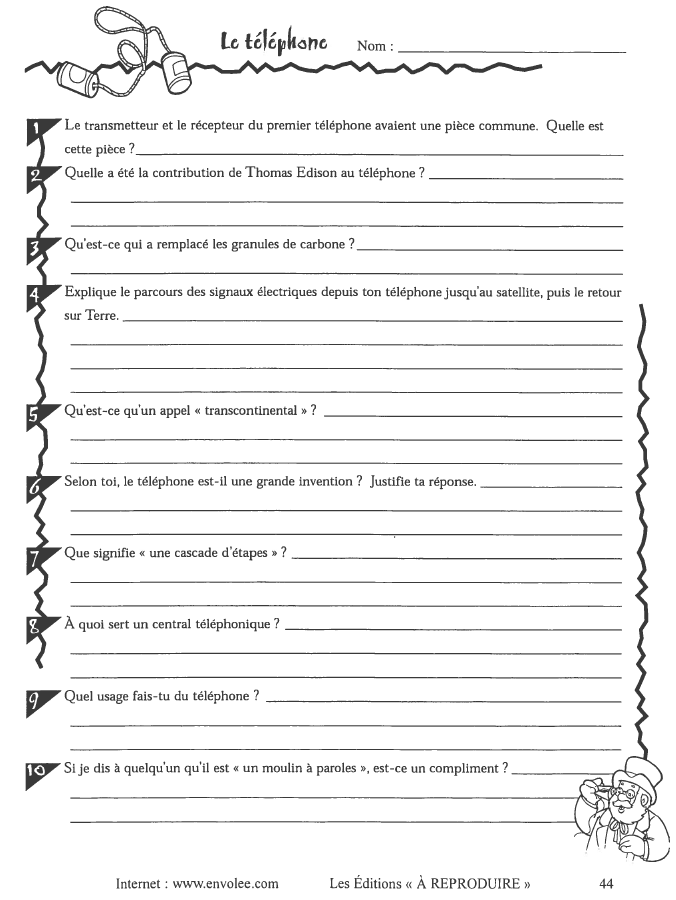 Le téléphone Nom :
1 Le transmetteur et le récepteur du premier téléphone avaient une pièce commune. Quelle est
cette pièce ?
2 Quelle a été la contribution de Thomas Edison au téléphone ?
3 Qu'est-ce qui a remplacé les granules de carbone ?
4 Explique le parcours des signaux électriques depuis ton téléphone jusqu'au satellite, puis le retour
sur Terre.
5 Qu'est-ce qu'un appel « transcontinental » ?
6 Selon toi, le téléphone est-il une grande invention ? Justifie ta réponse.
7 Que signifie « une cascade d'étapes » ?
8 À quoi sert un central téléphonique ?
9 Quel usage fais-tu du téléphone ?
10 Si je dis à quelqu'un qu'il est « un moulin à paroles », est-ce un compliment ?
Internet : www.envolee.com Les Éditions « À REPRODUIRE » 44